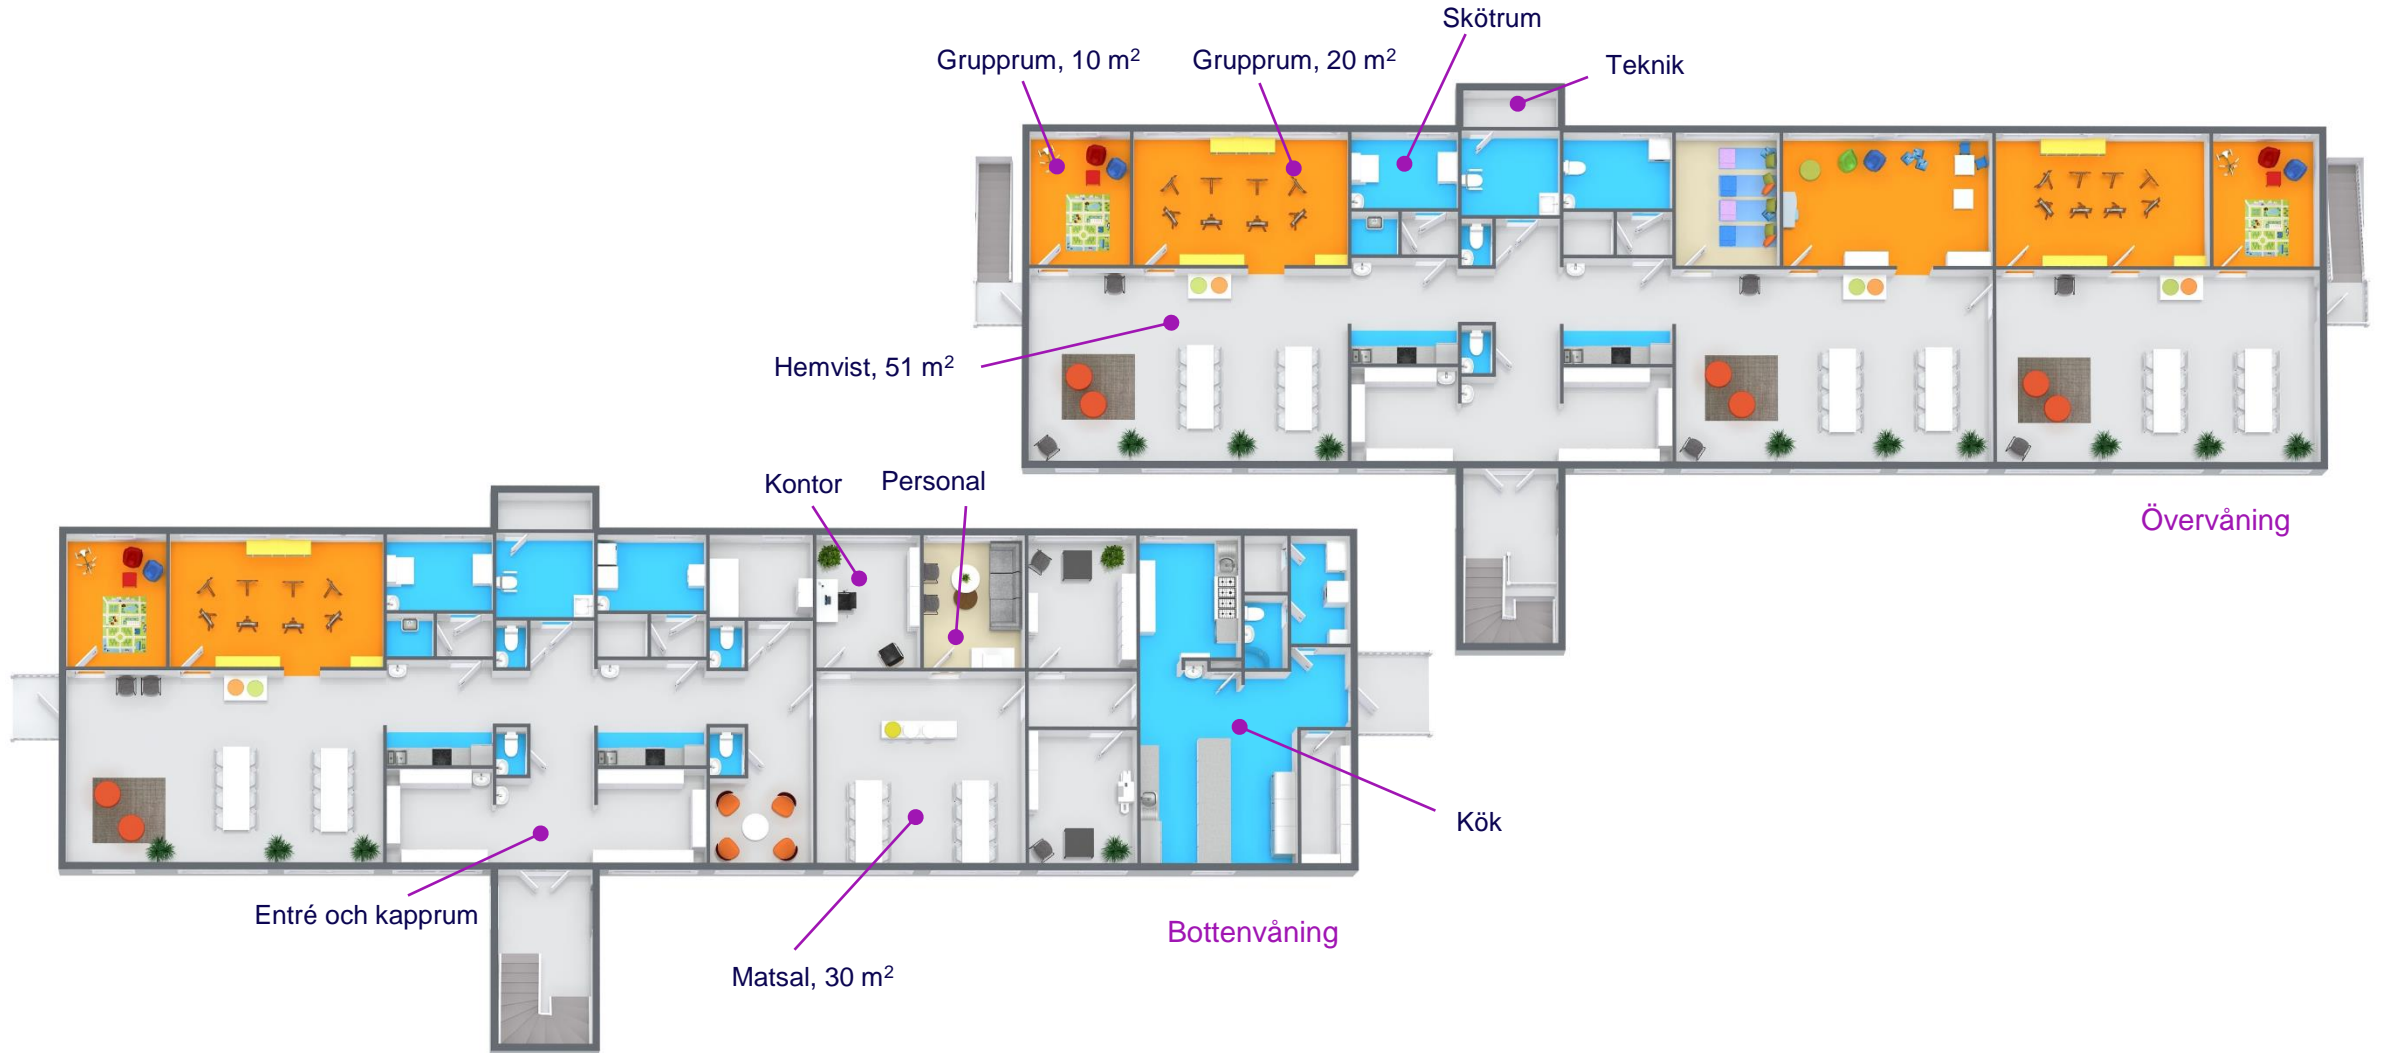 Skötrum
Grupprum, 10 m²
Grupprum, 20 m²
Teknik
Hemvist, 51 m²
Övervåning
Kontor
Personal
Kök
Entré och kapprum
Bottenvåning
Matsal, 30 m²